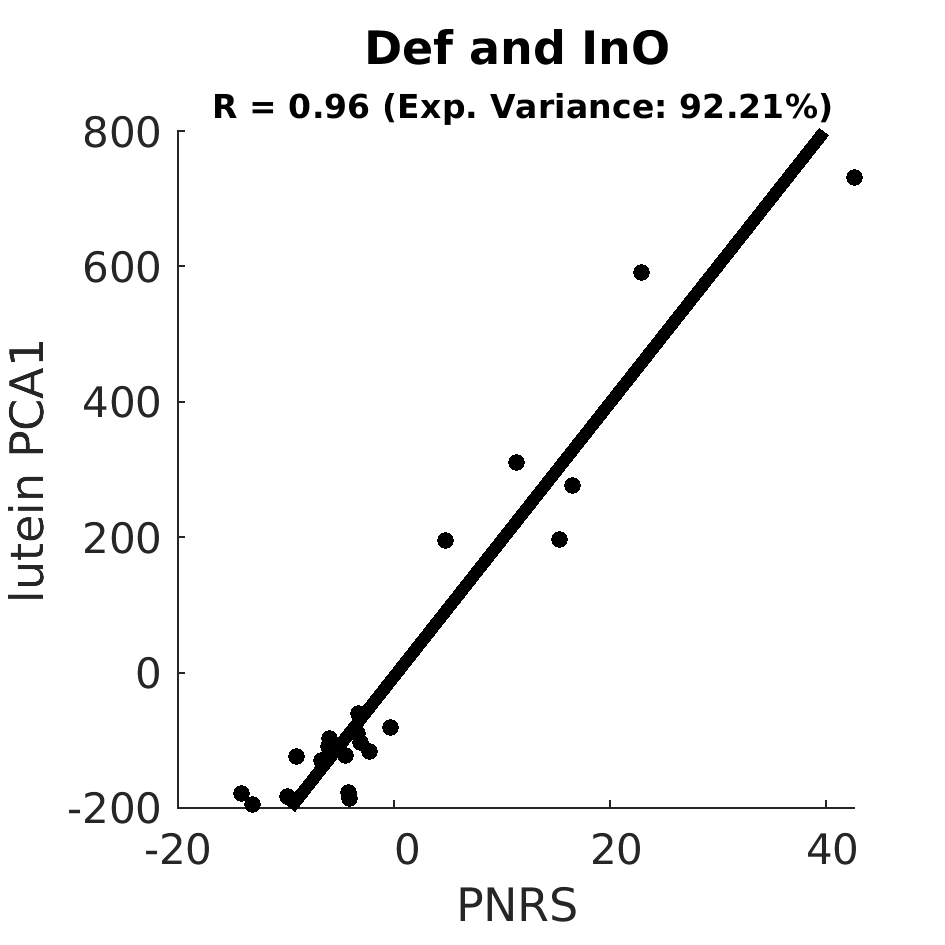 Def and InO
R = 0.96 (Exp. Variance: 92.21%)
800
600
400
200
0
-200
lutein PCA1
-20 0 20 40
PNRS